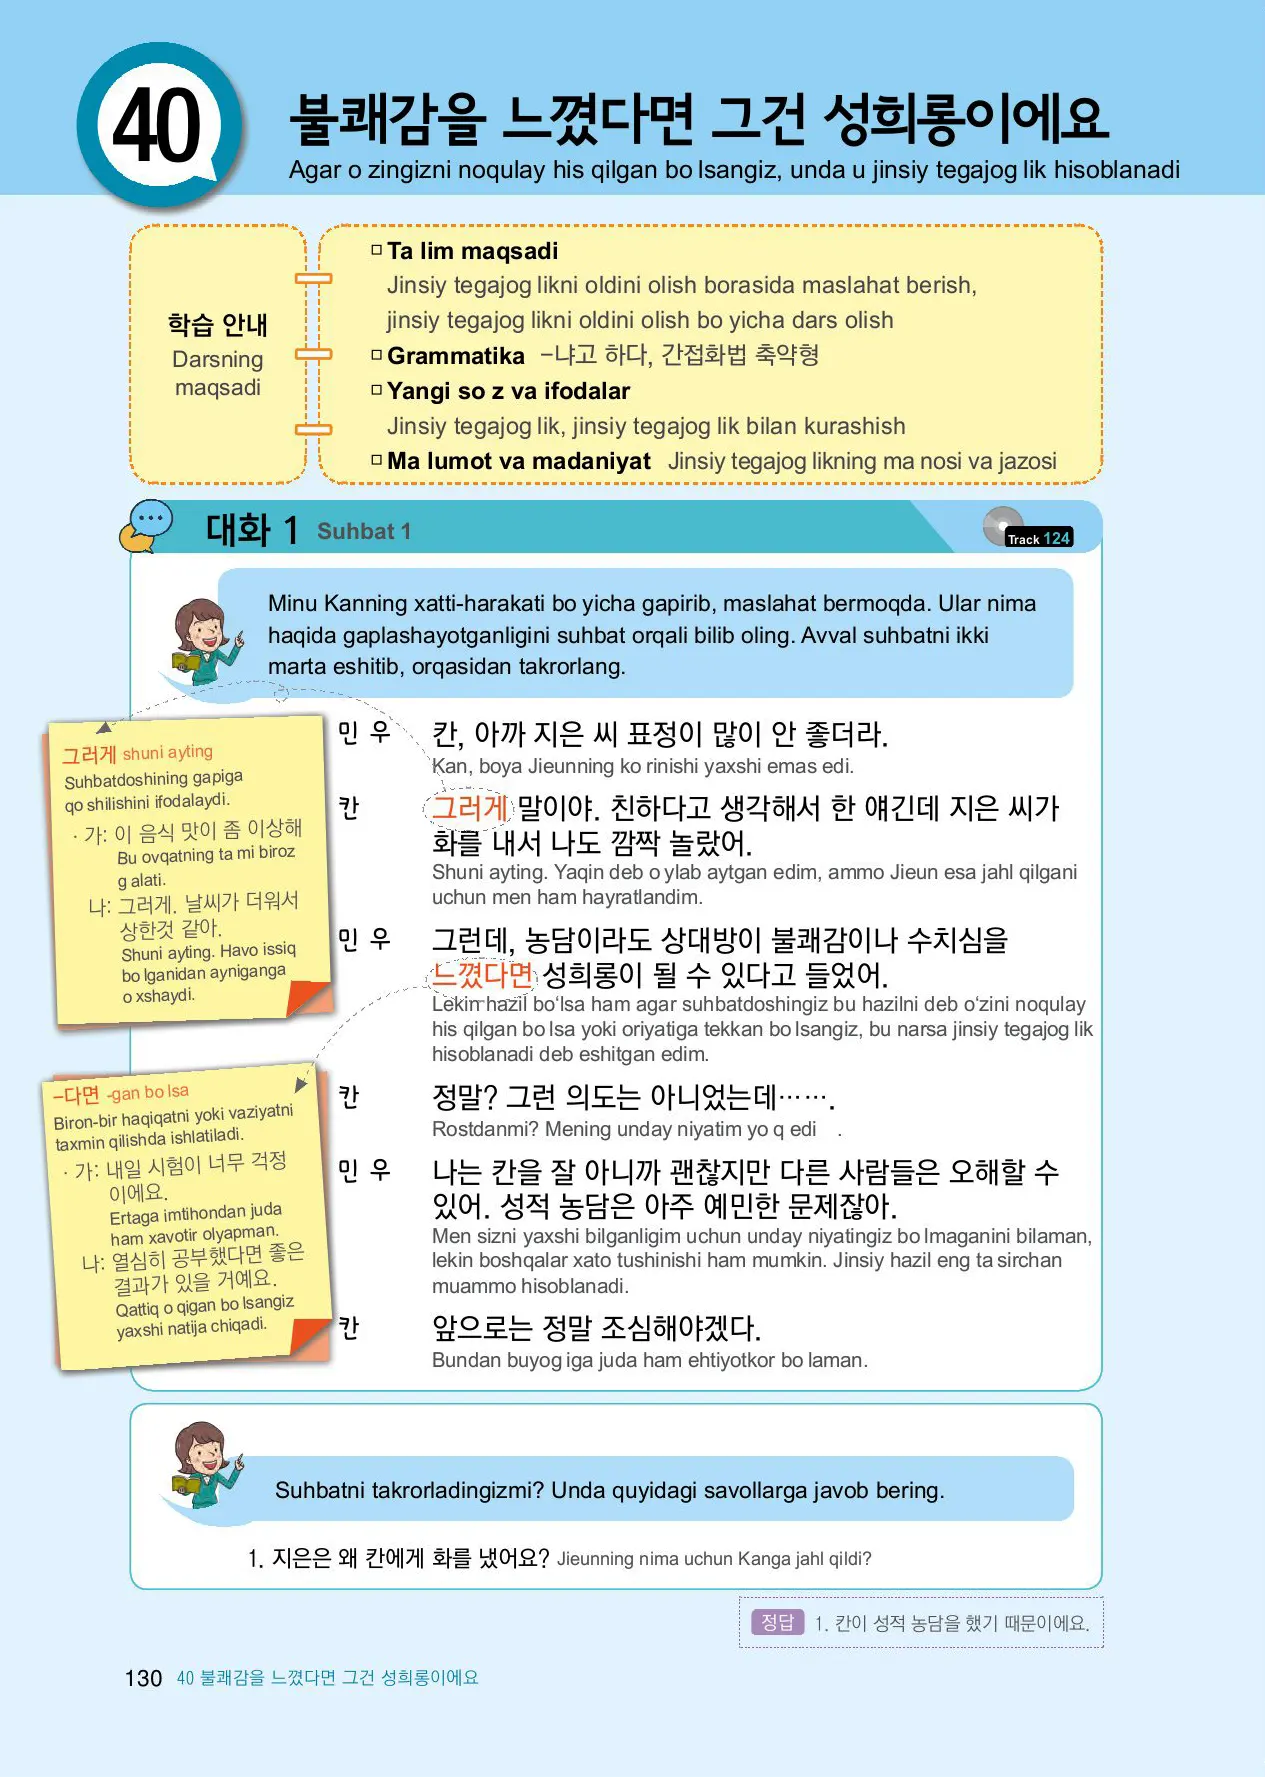 40
불쾌감을 느꼈다면 그건 성희롱이에요
Agar o zingizni noqulay his qilgan bo lsangiz, unda u jinsiy tegajog lik hisoblanadi
학습 안내
Darsning
maqsadi
Ta lim maqsadi
Jinsiy tegajog likni oldini olish borasida maslahat berish,
jinsiy tegajog likni oldini olish bo yicha dars olish
Grammatika -냐고 하다, 간접화법 축약형
Yangi so z va ifodalar
Jinsiy tegajog lik, jinsiy tegajog lik bilan kurashish
Ma lumot va madaniyat Jinsiy tegajog likning ma nosi va jazosi
대화 1 Suhbat 1
Track 124
Minu Kanning xatti-harakati bo yicha gapirib, maslahat bermoqda. Ular nima
haqida gaplashayotganligini suhbat orqali bilib oling. Avval suhbatni ikki
marta eshitib, orqasidan takrorlang.
민 우 칸, 아까 지은 씨 표정이 많이 안 좋더라.
Kan, boya Jieunning ko rinishi yaxshi emas edi.
칸 그러게 말이야. 친하다고 생각해서 한 얘긴데 지은 씨가
화를 내서 나도 깜짝 놀랐어.
Shuni ayting. Yaqin deb o ylab aytgan edim, ammo Jieun esa jahl qilgani
uchun men ham hayratlandim.
민 우 그런데, 농담이라도 상대방이 불쾌감이나 수치심을
느꼈다면 성희롱이 될 수 있다고 들었어.
Lekin hazil bo‘lsa ham agar suhbatdoshingiz bu hazilni deb o‘zini noqulay
his qilgan bo lsa yoki oriyatiga tekkan bo lsangiz, bu narsa jinsiy tegajog lik
hisoblanadi deb eshitgan edim.
칸 정말? 그런 의도는 아니었는데⋯⋯.
Rostdanmi? Mening unday niyatim yo q edi .
민 우 나는 칸을 잘 아니까 괜찮지만 다른 사람들은 오해할 수
있어. 성적 농담은 아주 예민한 문제잖아.
Men sizni yaxshi bilganligim uchun unday niyatingiz bo lmaganini bilaman,
lekin boshqalar xato tushinishi ham mumkin. Jinsiy hazil eng ta sirchan
muammo hisoblanadi.
칸 앞으로는 정말 조심해야겠다.
Bundan buyog iga juda ham ehtiyotkor bo laman.
그러게 shuni ayting
Suhbatdoshining gapiga
qo shilishini ifodalaydi.
· 가: 이 음식 맛이 좀 이상해
Bu ovqatning ta mi biroz
g alati.
나: 그러게. 날씨가 더워서
상한것 같아.
Shuni ayting. Havo issiq
bo lganidan ayniganga
o xshaydi.
-다면 -gan bo lsa
Biron-bir haqiqatni yoki vaziyatni
taxmin qilishda ishlatiladi.
· 가: 내일 시험이 너무 걱정
이에요.
Ertaga imtihondan juda
ham xavotir olyapman.
나: 열심히 공부했다면 좋은
결과가 있을 거예요.
Qattiq o qigan bo lsangiz
yaxshi natija chiqadi.
Suhbatni takrorladingizmi? Unda quyidagi savollarga javob bering.
1. 지은은 왜 칸에게 화를 냈어요? Jieunning nima uchun Kanga jahl qildi?
정답 1. 칸이 성적 농담을 했기 때문이에요.
130 40 불쾌감을 느꼈다면 그건 성희롱이에요